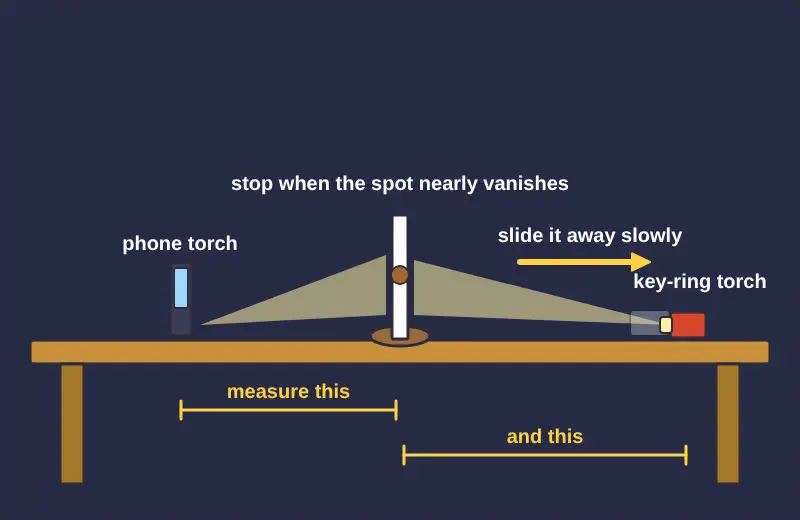 stop when the spot nearly vanishes
phone torch
slide it away slowly
key-ring torch
measure this
and this